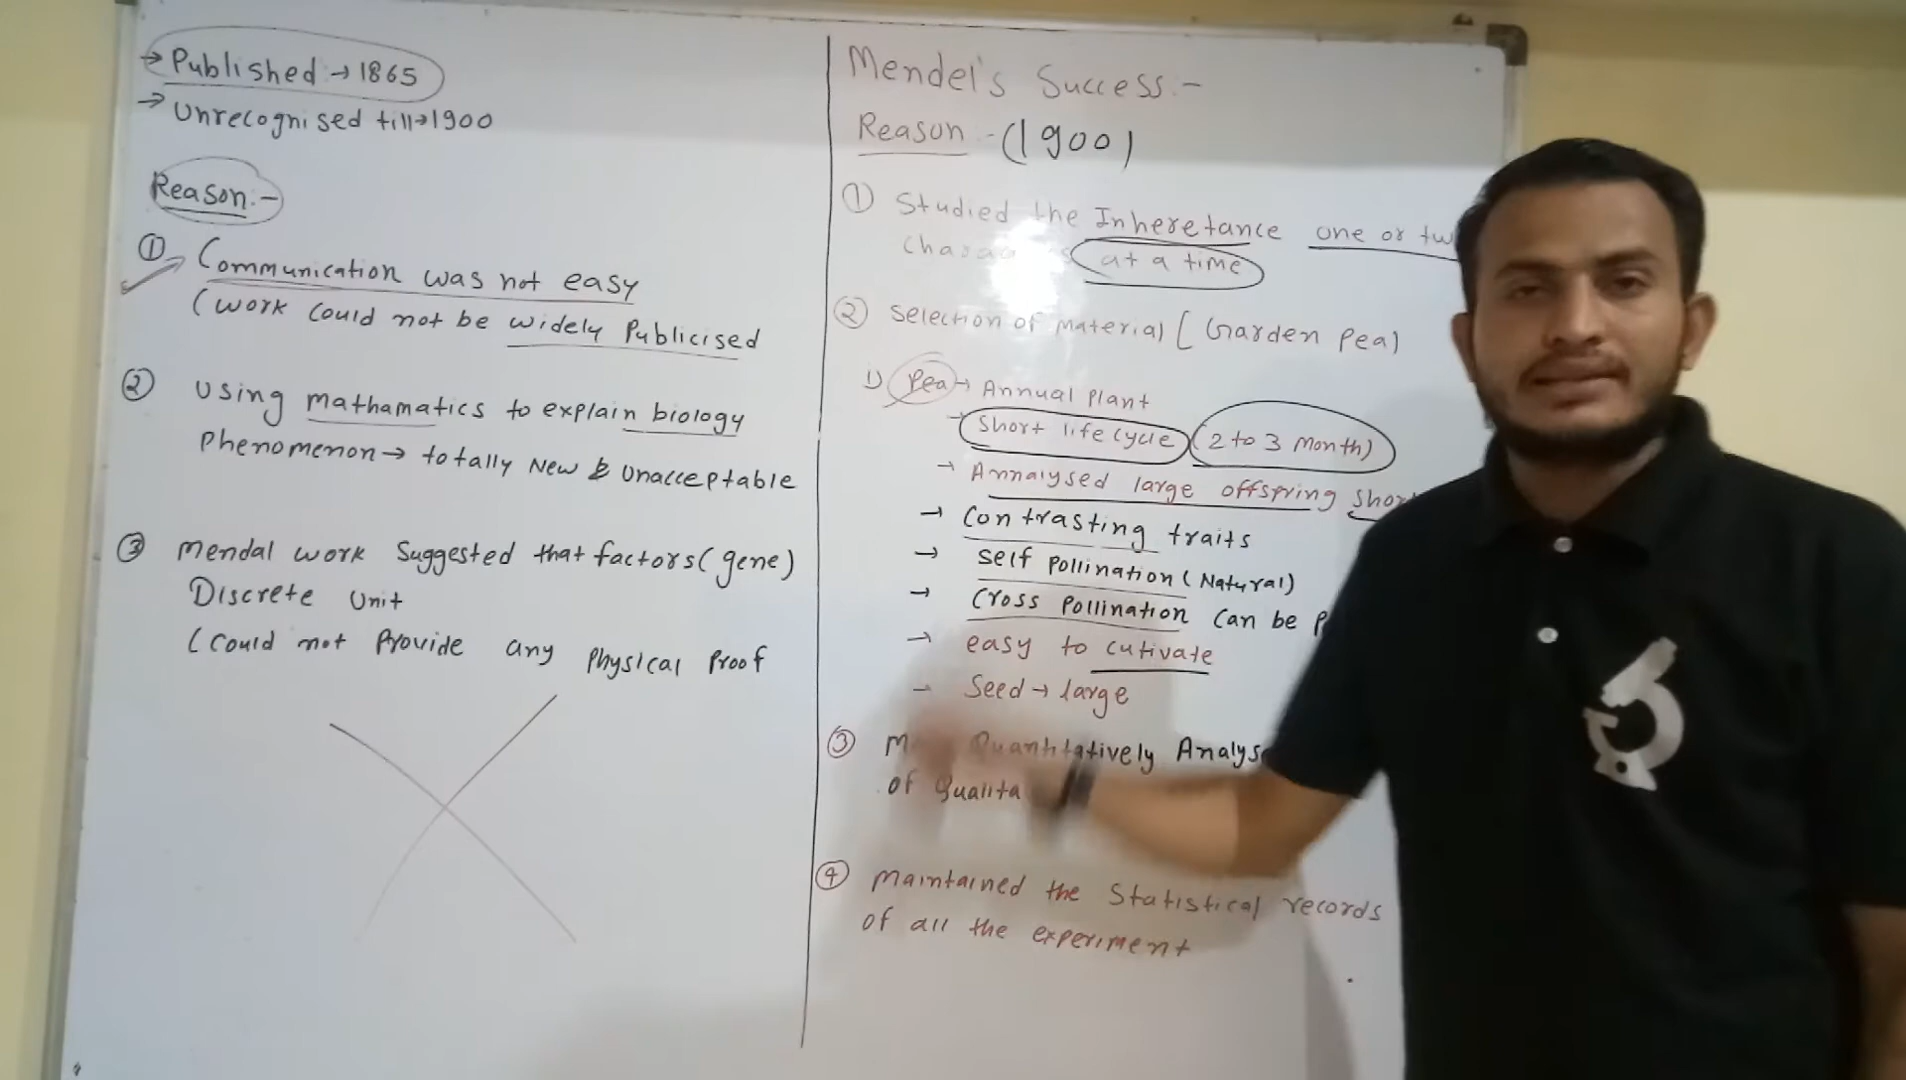 → Published → 1865
→ Unrecognised till → 1900
Reason:-
① Communication was not easy
(work could not be widely Publicised
② Using mathamatics to explain biology
Phenomenon → totally New & Unacceptable
③ Mendal work Suggested that factors (gene)
Discrete Unit
(Could not Provide any Physical Proof
Mendel's Success:-
Reason:- (1900)
① Studied the Inheretance one or
at a time
② Selection of Material [Garden Pea)
1) Pea → Annual Plant
→ Short life Cycle (2 to 3 Month)
→ Annalysed large offspring
→ Contrasting traits
→ Self Pollination (Natural)
→ Cross Pollination Can be
→ easy to cutivate
→ Seed → large
③ Quantitatively
of
④ Maintained the Statistical records
of all the experiment